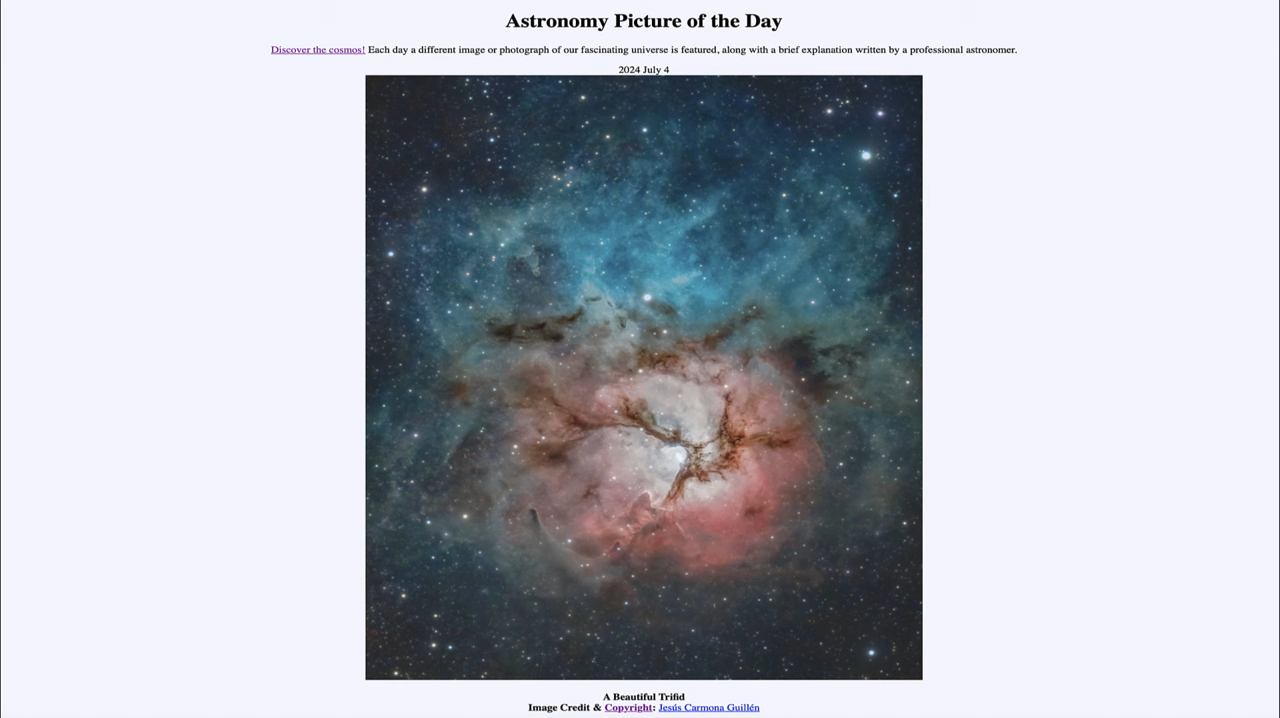 Astronomy Picture of the Day
Discover the cosmos! Each day a different image or photograph of our fascinating universe is featured, along with a brief explanation written by a professional astronomer.
2024 July 4
A Beautiful Trifid
Image Credit & Copyright: Jesús Carmona Guillén